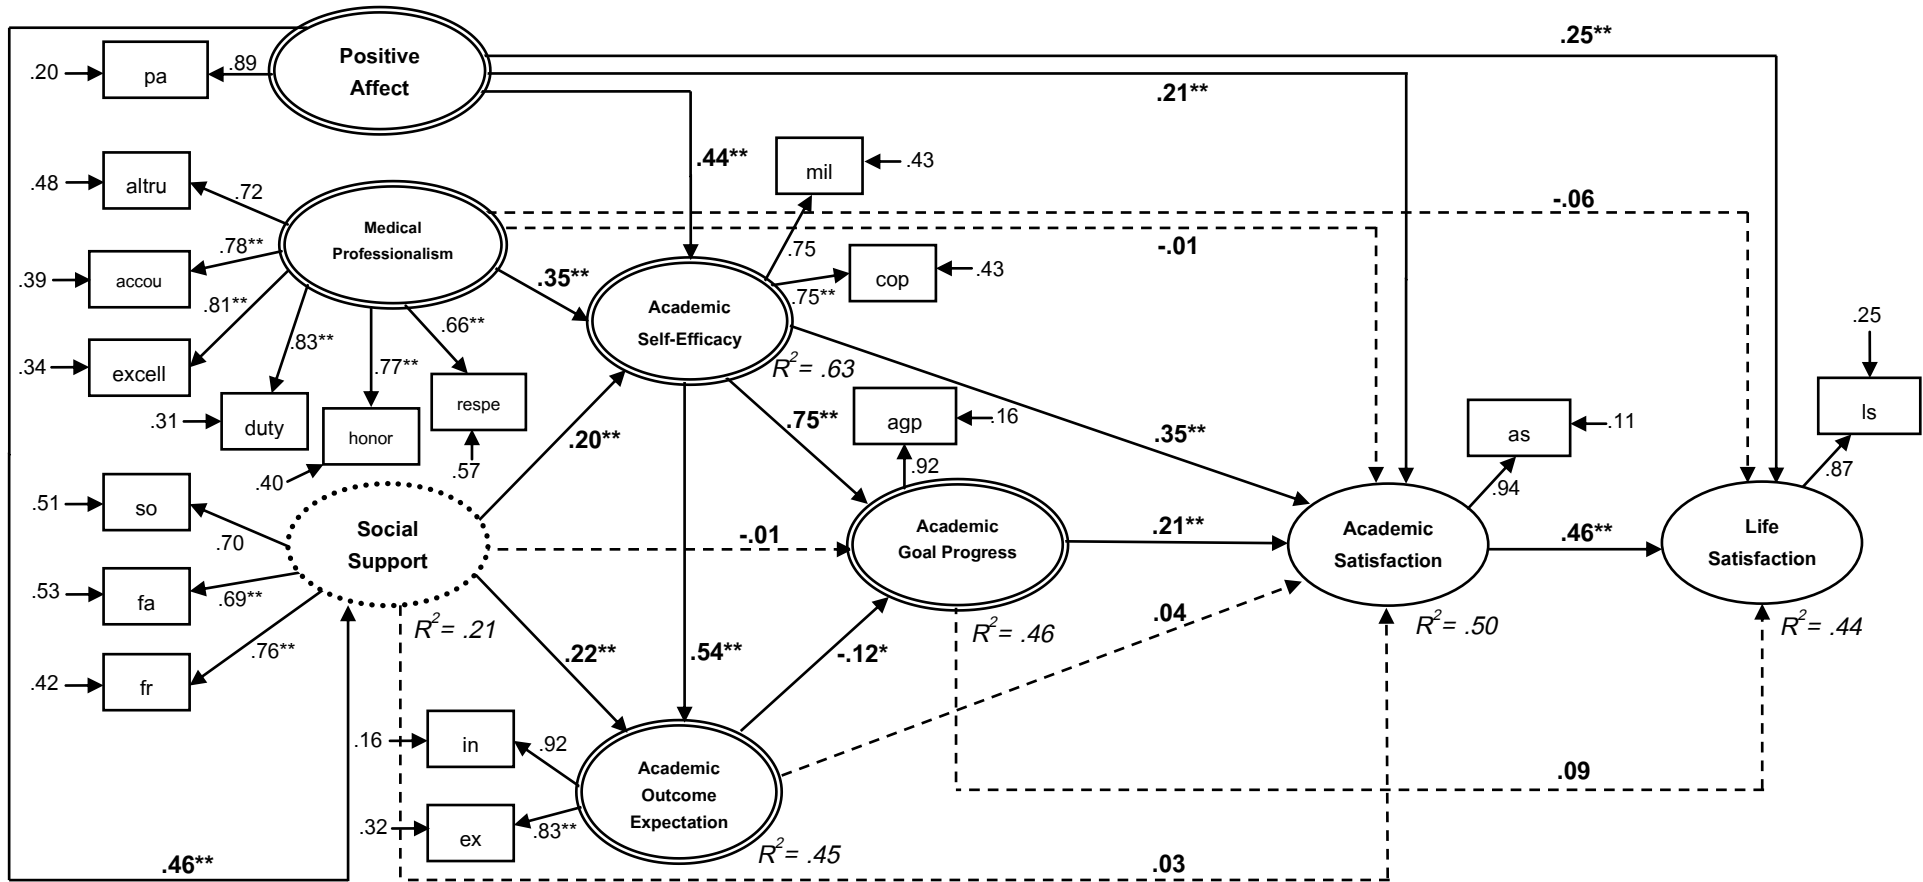 .25**
Positive
Affect
.20
pa
.89
.21**
.44**
mil
.43
.48
altru
.72
-.06
Medical
Professionalism
.78**
-.01
.75
.39
accou
.35**
cop
.43
.75**
.81**
Academic
Self-Efficacy
.25
.66**
.83**
.34
excell
.77**
R2= .63
respe
ls
.31
duty
honor
.75**
agp
.16
.35**
as
.11
.20**
.57
.92
.87
.40
.94
.51
so
Social
Support
.70
-.01
Academic
Goal Progress
.21**
Academic
Satisfaction
.46**
Life
Satisfaction
.53
fa
.69**
R2= .21
.04
R2= .46
R2= .50
R2= .44
.76**
.22**
.54**
-.12*
.42
fr
.16
in
.92
Academic
Outcome
Expectation
.09
.32
ex
.83**
R2= .45
.46**
.03